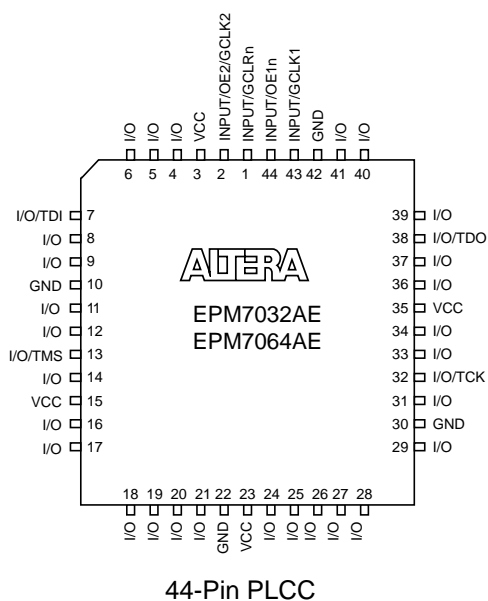 I/O I/O I/O VCC INPUT/OE2/GCLK2 INPUT/GCLRn INPUT/OE1n INPUT/GCLK1 GND I/O I/O
6 5 4 3 2 1 44 43 42 41 40
I/O/TDI 7 39 I/O
I/O 8 38 I/O/TDO
I/O 9 37 I/O
GND 10 36 I/O
I/O 11 35 VCC
I/O 12 34 I/O
I/O/TMS 13 33 I/O
I/O 14 32 I/O/TCK
VCC 15 31 I/O
I/O 16 30 GND
I/O 17 29 I/O
ALTERA
EPM7032AE
EPM7064AE
18 19 20 21 22 23 24 25 26 27 28
I/O I/O I/O I/O GND VCC I/O I/O I/O I/O I/O
44-Pin PLCC